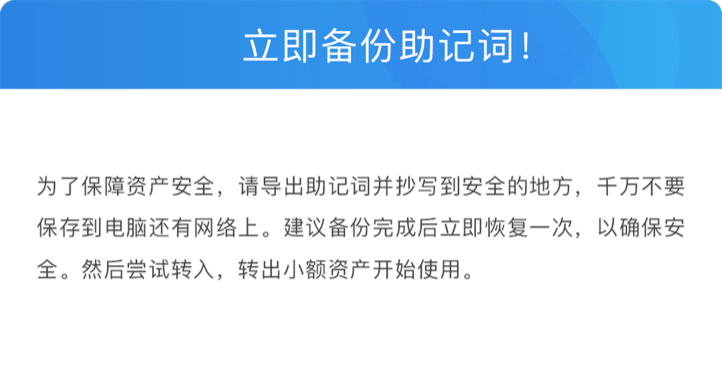 立即备份助记词！
为了保障资产安全，请导出助记词并抄写到安全的地方，千万不要
保存到电脑还有网络上。建议备份完成后立即恢复一次，以确保安
全。然后尝试转入，转出小额资产开始使用。